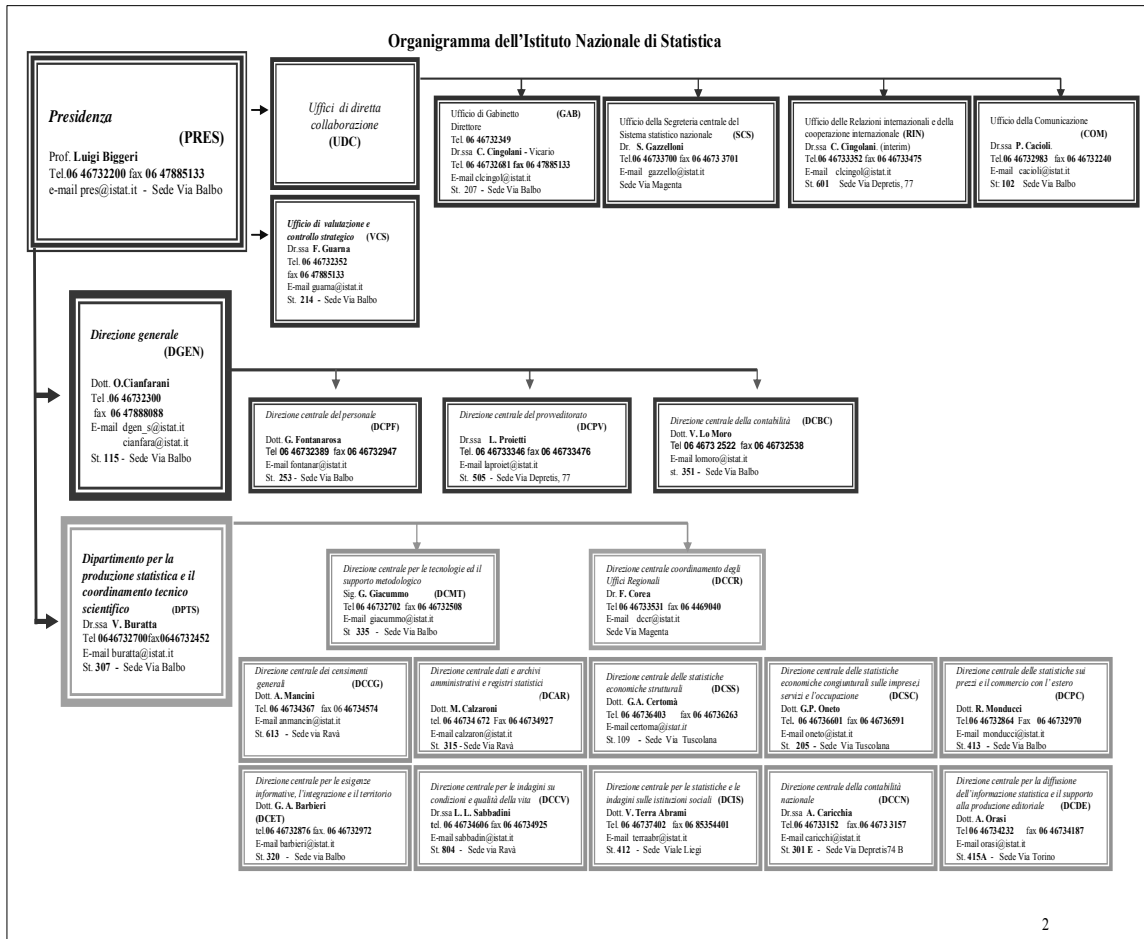 Organigramma dell'Istituto Nazionale di Statistica
Presidenza
(PRES)
Prof. Luigi Biggeri
Tel.06 46732200 fax 06 47885133
e-mail pres@istat.it - Sede Via Balbo
Uffici di diretta
collaborazione
(UDC)
Ufficio di Gabinetto (GAB)
Direttore
Tel. 06 46732349
Dr.ssa C. Cingolani - Vicario
Tel. 06 46732681 fax 06 47885133
E-mail clcingol@istat.it
St. 207 - Sede Via Balbo
Ufficio della Segreteria centrale del
Sistema statistico nazionale (SCS)
Dr. S. Gazzelloni
Tel.06 46733700 fax 06 4673 3701
E-mail gazzello@istat.it
Sede Via Magenta
Ufficio delle Relazioni internazionali e della
cooperazione internazionale (RIN)
Dr.ssa C. Cingolani. (interim)
Tel.06 46733352 fax 06 46733475
E-mail clcingol@istat.it
St. 601 Sede Via Depretis, 77
Ufficio della Comunicazione
(COM)
Dr.ssa P. Cacioli.
Tel.06 46732983 fax 06 46732240
E-mail cacioli@istat.it
St: 102 Sede Via Balbo
Ufficio di valutazione e
controllo strategico (VCS)
Dr.ssa F. Guarna
Tel. 06 46732352
fax 06 47885133
E-mail guarna@istat.it
St. 214 - Sede Via Balbo
Direzione generale
(DGEN)
Dott. O.Cianfarani
Tel .06 46732300
fax 06 47888088
E-mail dgen_s@istat.it
cianfara@istat.it
St. 115 - Sede Via Balbo
Direzione centrale del personale
(DCPF)
Dott. G. Fontanarosa
Tel. 06 46732389 fax 06 46732947
E-mail fontanar@istat.it
St. 253 - Sede Via Balbo
Direzione centrale del provveditorato
(DCPV)
Dr.ssa L. Proietti
Tel. 06 46733346 fax 06 46733476
E-mail laproiet@istat.it
St. 505 - Sede Via Depretis, 77
Direzione centrale della contabilità (DCBC)
Dott. V. Lo Moro
Tel 06 4673 2522 fax 06 46732538
E-mail lomoro@istat.it
st. 351 - Sede Via Balbo
Dipartimento per la
produzione statistica e il
coordinamento tecnico
scientifico (DPTS)
Dr.ssa V. Buratta
Tel 0646732700fax0646732452
E-mail buratta@istat.it
St. 307 - Sede Via Balbo
Direzione centrale per le tecnologie ed il
supporto metodologico
Sig. G. Giacummo (DCMT)
Tel 06 46732702 fax 06 46732508
E-mail giacummo@istat.it
St 335 - Sede Via Balbo
Direzione centrale coordinamento degli
Uffici Regionali (DCCR)
Dr. F. Corea
Tel 06 46733531 fax 06 4469040
E-mail dccr@istat.it
Sede Via Magenta
Direzione centrale dei censimenti
generali (DCCG)
Dott. A. Mancini
Tel. 06 46734367 fax 06 46734574
E-mail anmancin@istat.it
St. 613 - Sede via Ravà
Direzione centrale dati e archivi
amministrativi e registri statistici
(DCAR)
Dott. M. Calzaroni
tel. 06 46734 672 Fax 06 46734927
E-mail calzaron@istat.it
St. 315 - Sede Via Ravà
Direzione centrale delle statistiche
economiche strutturali (DCSS)
Dott. G.A. Certomà
Tel. 06 46736403 fax 06 46736263
E-mail certoma@istat.it
St. 109 - Sede Via Tuscolana
Direzione centrale delle statistiche
economiche congiunturali sulle imprese,i
servizi e l'occupazione (DCSC)
Dott. G.P. Oneto
Tel. 06 46736601 fax 06 46736591
E-mail oneto@istat.it
St. 205 - Sede Via Tuscolana
Direzione centrale delle statistiche sui
prezzi e il commercio con l' estero
(DCPC)
Dott. R. Monducci
Tel.06 46732864 Fax 06 46732970
E-mail monducci@istat.it
St. 413 - Sede Via Balbo
Direzione centrale per le esigenze
informative, l'integrazione e il territorio
Dott. G. A. Barbieri
(DCET)
tel.06 46732876 fax. 06 46732972
E-mail barbieri@istat.it
St. 320 - Sede via Balbo
Direzione centrale per le indagini su
condizioni e qualità della vita (DCCV)
Dr.ssa L. L. Sabbadini
tel. 06 46734606 fax 06 46734925
E-mail sabbadin@istat.it
St. 804 - Sede via Ravà
Direzione centrale per le statistiche e le
indagini sulle istituzioni sociali (DCIS)
Dott. V. Terra Abrami
Tel. 06 46737402 fax 06 85354401
E-mail terraabr@istat.it
St. 412 - Sede Viale Liegi
Direzione centrale della contabilità
nazionale (DCCN)
Dr.ssa A. Caricchia
Tel.06 46733152 fax.06 4673 3157
E-mail caricchi@istat.it
St. 301 E - Sede Via Depretis74 B
Direzione centrale per la diffusione
dell'informazione statistica e il supporto
alla produzione editoriale (DCDE)
Dott. A. Orasi
Tel 06 46734232 fax 06 46734187
E-mail orasi@istat.it
St. 415A - Sede Via Torino
2